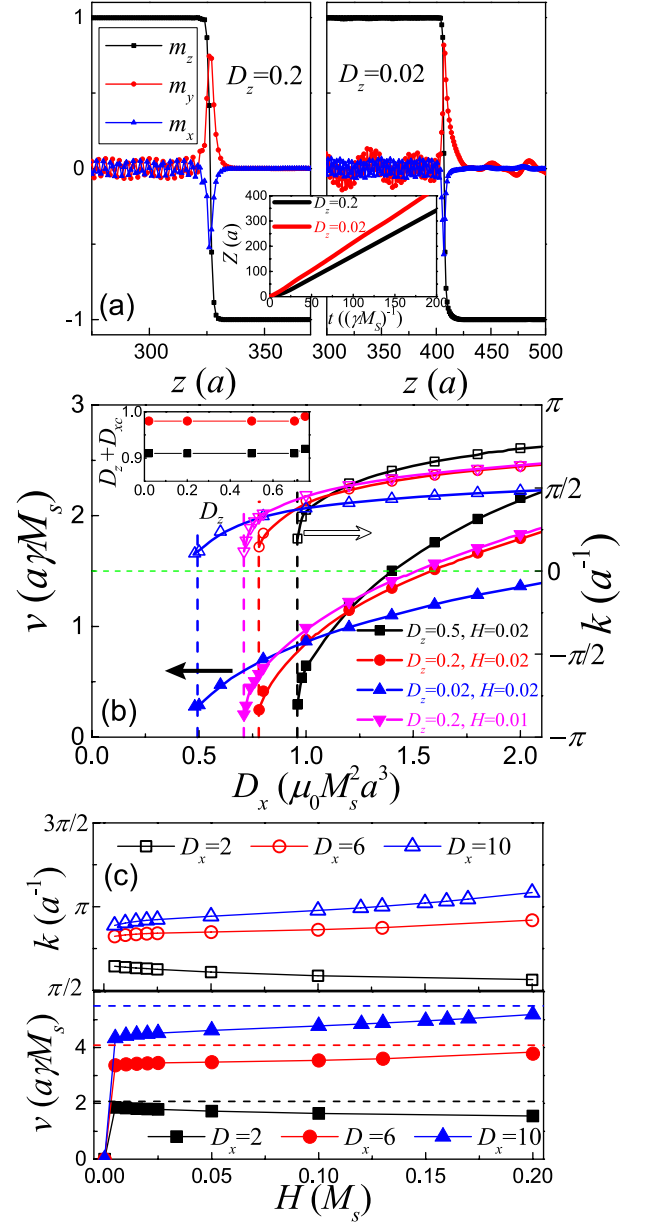 1
0
-1
m_z
m_y
m_x
D_z=0.2
D_z=0.02
400
300
200
100
0
Z (a)
D_z=0.2
D_z=0.02
0 50 100 150 200
t ((γM_S)^-1)
(a)
300 350
300 350 400 450 500
z (a)
z (a)
3
2
1
0
v (aγM_s)
1.0
0.9
D_z + D_xc
0.0 0.2 0.4 0.6
D_z
π
π/2
0
−π/2
−π
k (a^-1)
D_z=0.5, H=0.02
D_z=0.2, H=0.02
D_z=0.02, H=0.02
D_z=0.2, H=0.01
(b)
0.0 0.5 1.0 1.5 2.0
D_x (μ_0M_s^2a^3)
3π/2
π
π/2
k (a^-1)
D_x=2 D_x=6 D_x=10
(c)
6
4
2
0
v (aγM_s)
D_x=2 D_x=6 D_x=10
0.00 0.05 0.10 0.15 0.20
H (M_s)